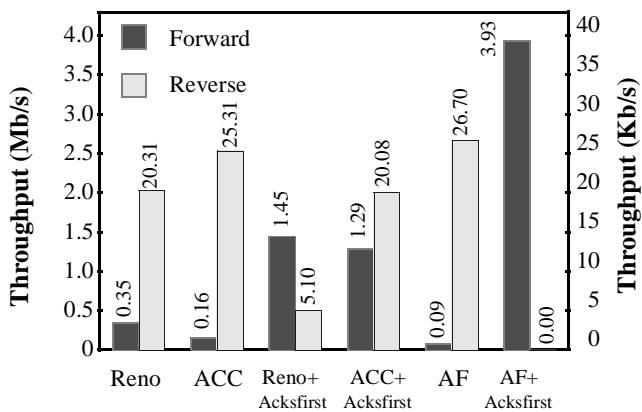 Throughput (Mb/s)
4.0
3.5
3.0
2.5
2.0
1.5
1.0
0.5
0
Forward
Reverse
0.35
20.31
0.16
25.31
1.45
5.10
1.29
20.08
0.09
26.70
3.93
0.00
40
35
30
25
20
15
10
5
0
Throughput (Kb/s)
Reno
ACC
Reno+
Acksfirst
ACC+
Acksfirst
AF
AF+
Acksfirst